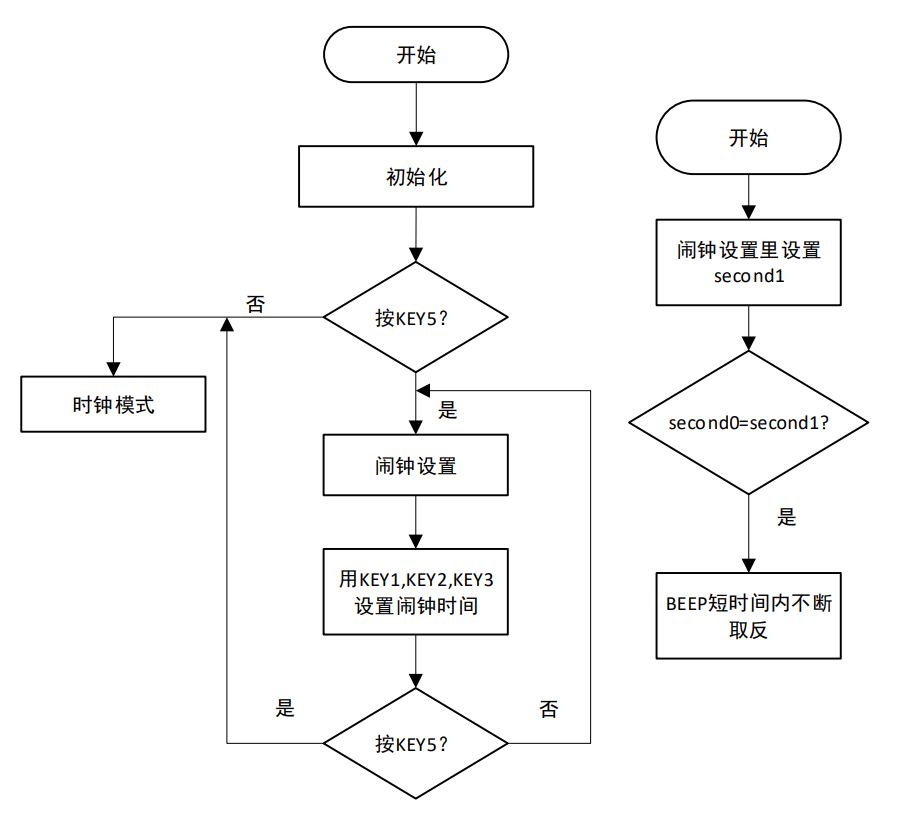 开始
初始化
按KEY5？
否
是
时钟模式
闹钟设置
用KEY1,KEY2,KEY3
设置闹钟时间
按KEY5？
是
否
开始
闹钟设置里设置
second1
second0=second1？
是
BEEP短时间内不断
取反